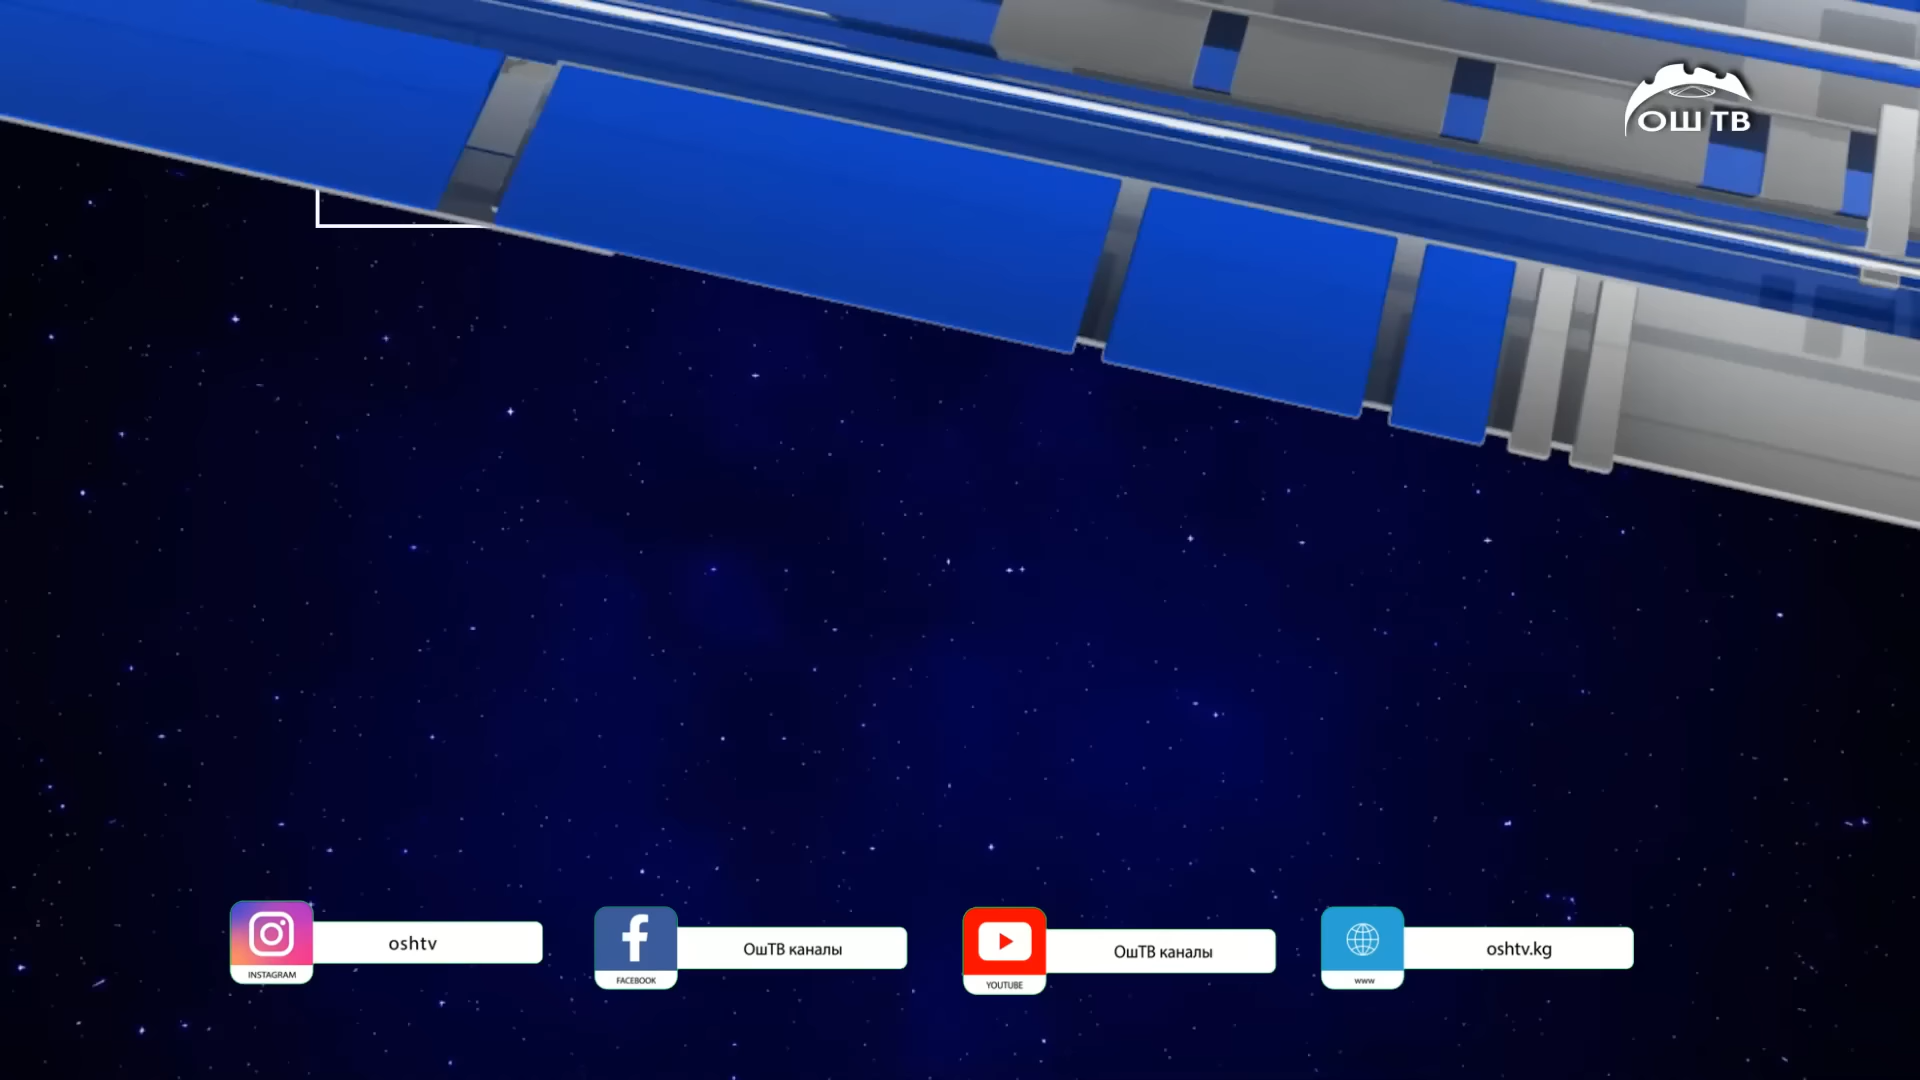 ОШ ТВ
oshtv
INSTAGRAM
ОшТВ каналы
FACEBOOK
ОшТВ каналы
YOUTUBE
oshtv.kg
www